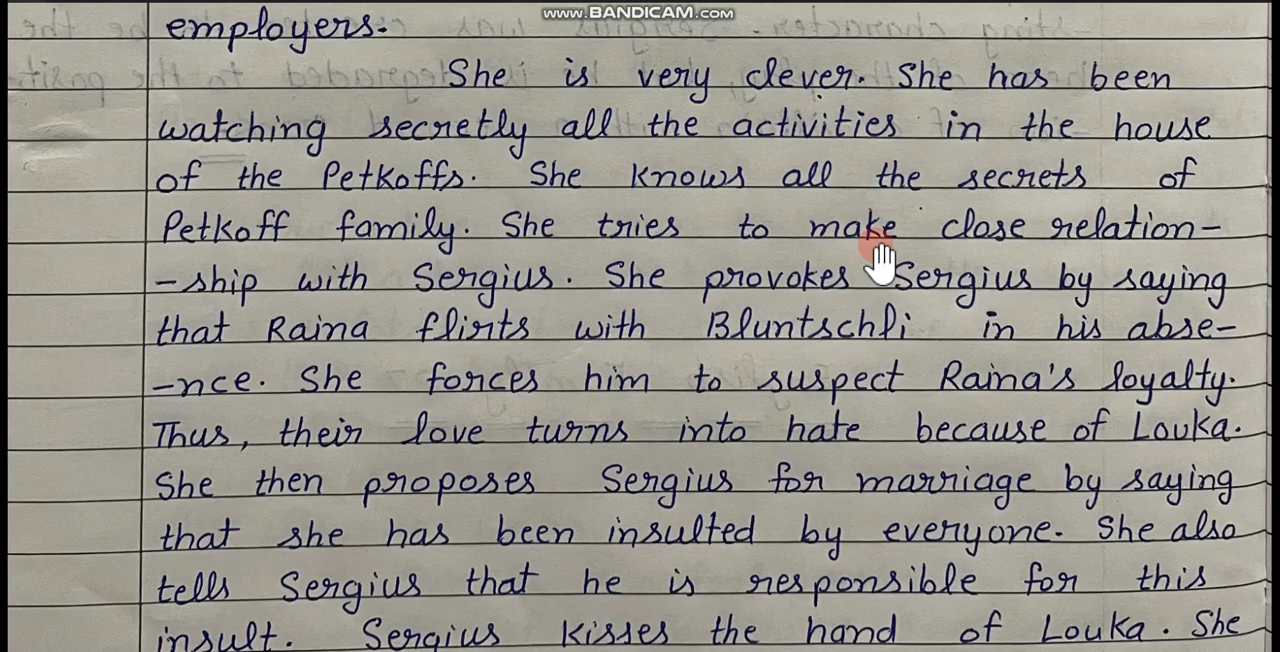 www.BANDICAM.com
employers.
She is very clever. She has been
watching secretly all the activities in the house
of the Petkoffs. She knows all the secrets of
Petkoff family. She tries to make close relation-
-ship with Sergius. She provokes Sergius by saying
that Raina flirts with Bluntschli in his abse-
-nce. She forces him to suspect Raina's loyalty.
Thus, their love turns into hate because of Louka.
She then proposes Sergius for marriage by saying
that she has been insulted by everyone. She also
tells Sergius that he is responsible for this
insult. Sergius kisses the hand of Louka. She